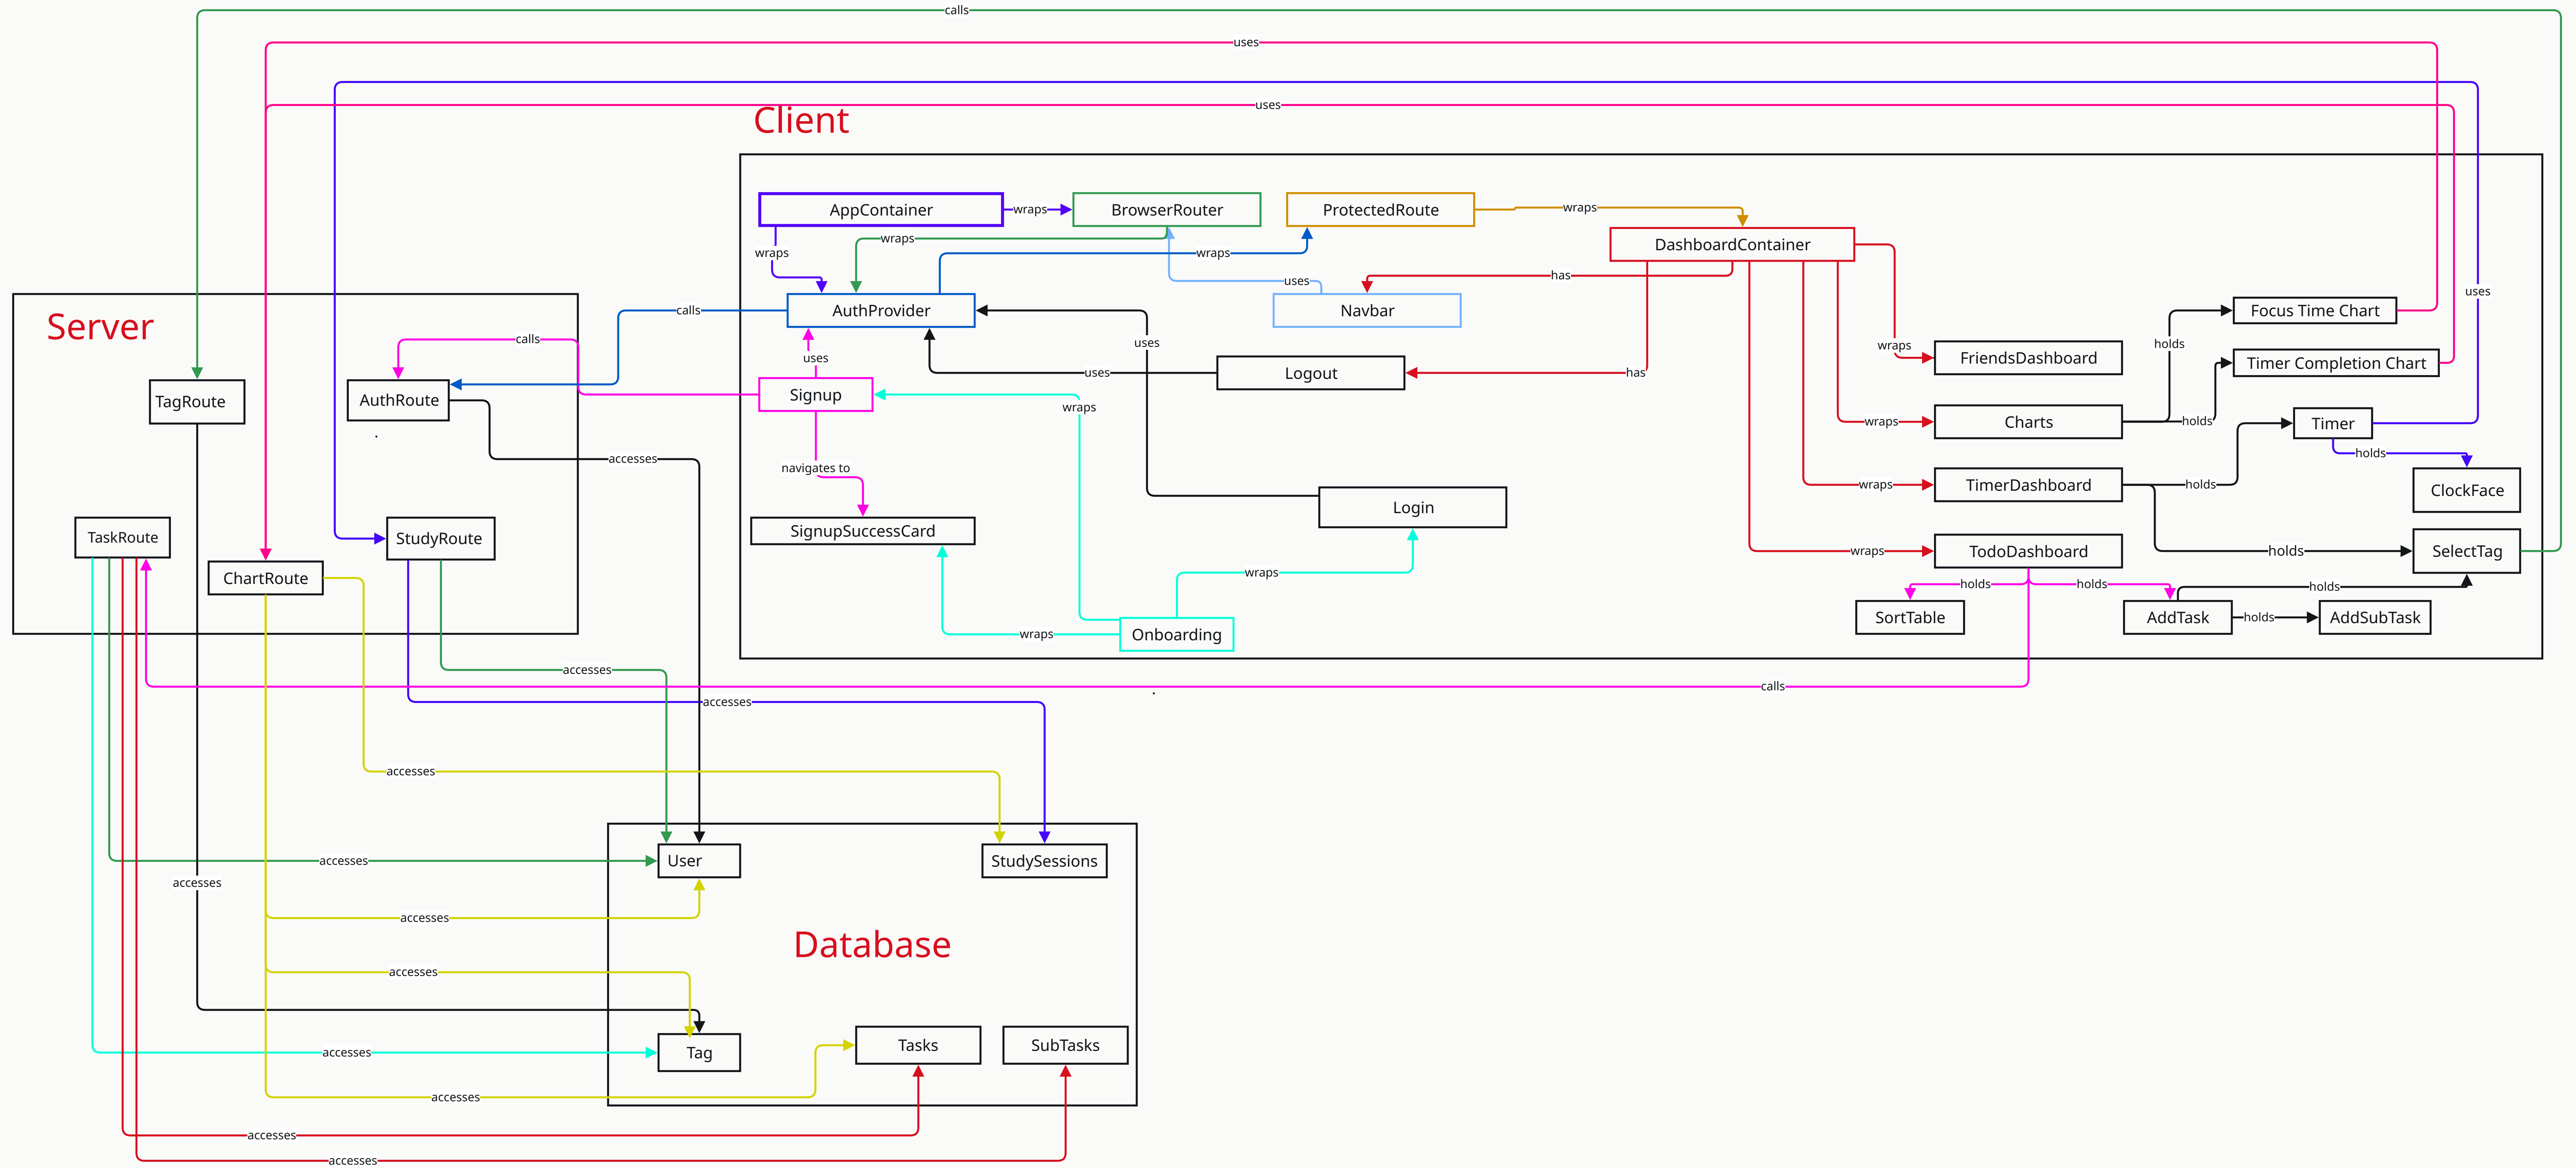 calls
uses
uses
Client
AppContainer
wraps
BrowserRouter
ProtectedRoute
wraps
DashboardContainer
wraps
wraps
wraps
has
uses
uses
AuthProvider
Navbar
calls
Focus Time Chart
Server
calls
uses
uses
holds
wraps
FriendsDashboard
Timer Completion Chart
Logout
uses
has
TagRoute
AuthRoute
Signup
wraps
wraps
Charts
holds
Timer
accesses
navigates to
holds
wraps
TimerDashboard
holds
ClockFace
Login
TaskRoute
StudyRoute
SignupSuccessCard
wraps
TodoDashboard
holds
SelectTag
ChartRoute
wraps
holds
holds
holds
SortTable
AddTask
holds
AddSubTask
wraps
Onboarding
accesses
calls
accesses
accesses
accesses
User
StudySessions
accesses
accesses
Database
accesses
accesses
Tag
Tasks
SubTasks
accesses
accesses
accesses